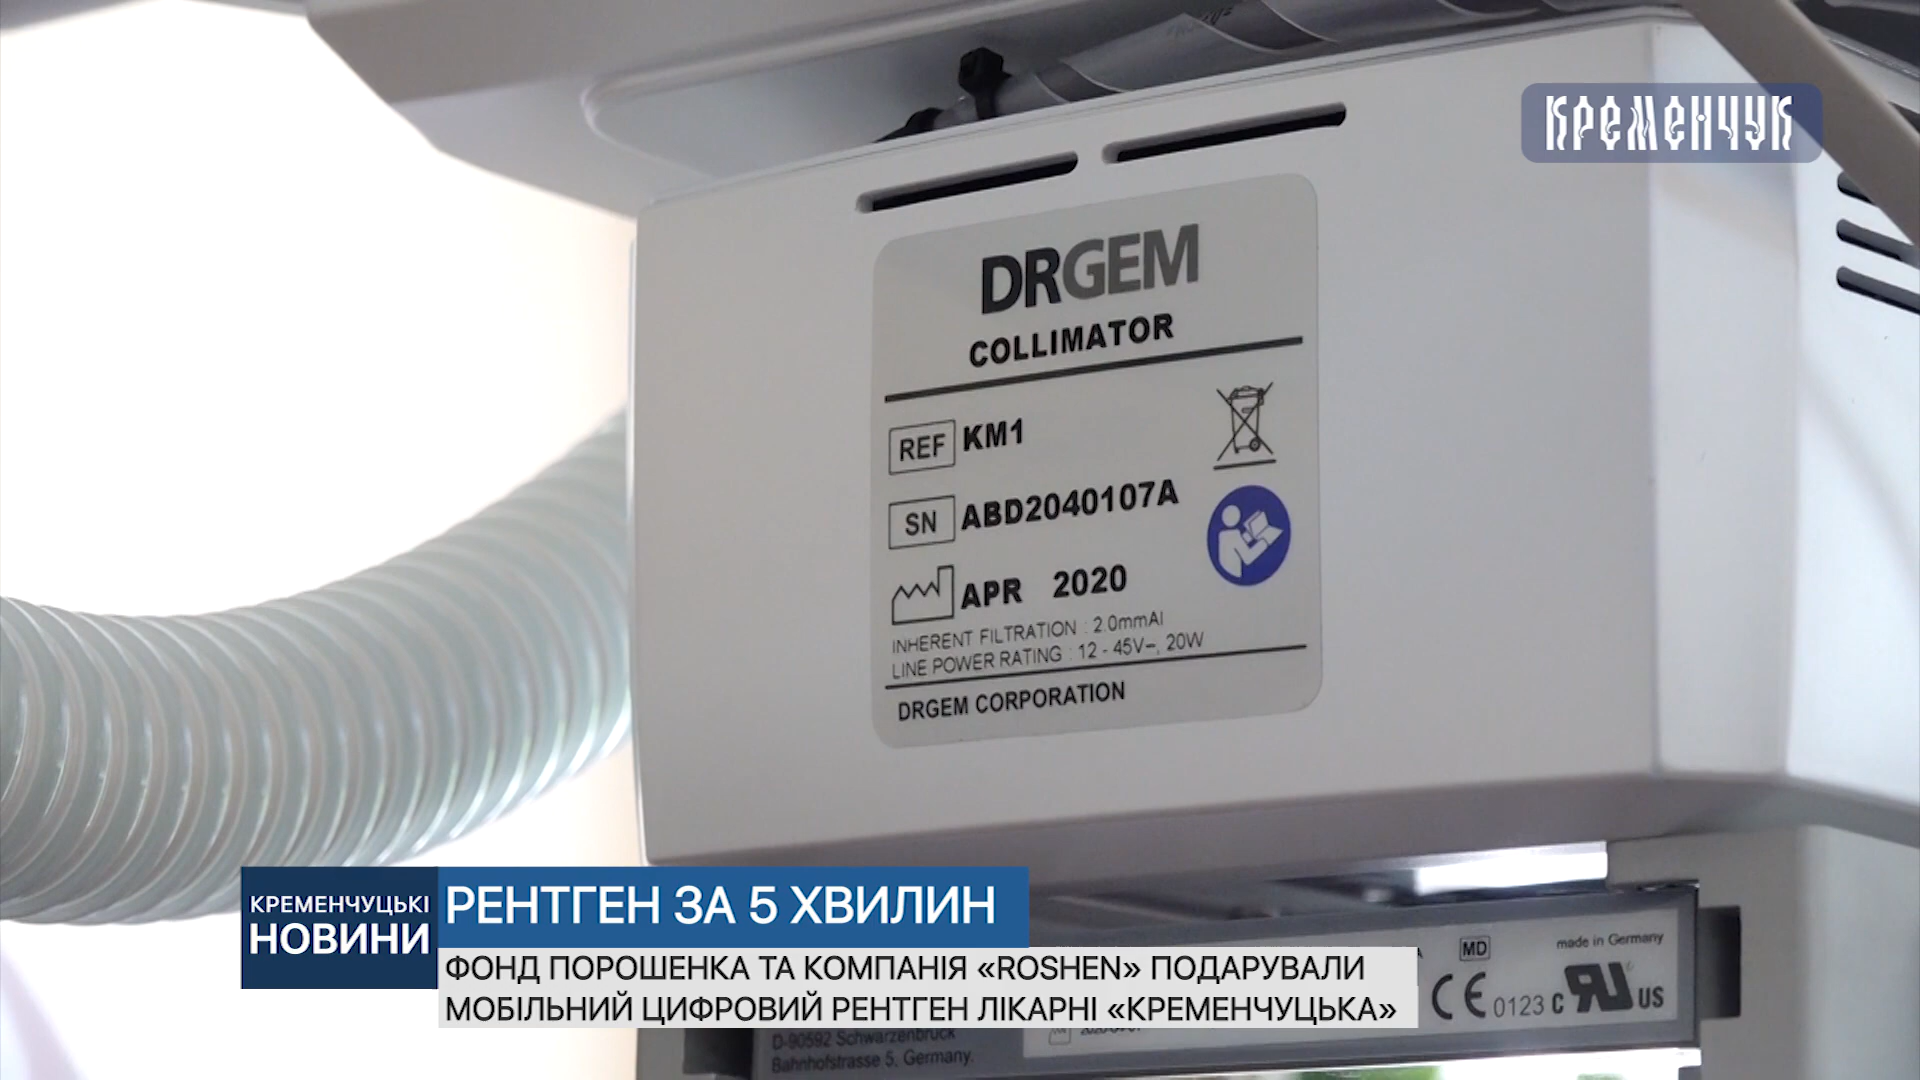 КРЕМЕНЧУК
DRGEM
COLLIMATOR
REF KM1
SN ABD2040107A
APR 2020
INHERENT FILTRATION : 2.0mmAl
LINE POWER RATING : 12 - 45V⎓, 20W
DRGEM CORPORATION
КРЕМЕНЧУЦЬКІ
НОВИНИ
РЕНТГЕН ЗА 5 ХВИЛИН
ФОНД ПОРОШЕНКА ТА КОМПАНІЯ «ROSHEN» ПОДАРУВАЛИ
МОБІЛЬНИЙ ЦИФРОВИЙ РЕНТГЕН ЛІКАРНІ «КРЕМЕНЧУЦЬКА»
MD
made in Germany
CE 0123 c RU US
D-90592 Schwarzenbruck
Bahnhofstrasse 5, Germany.